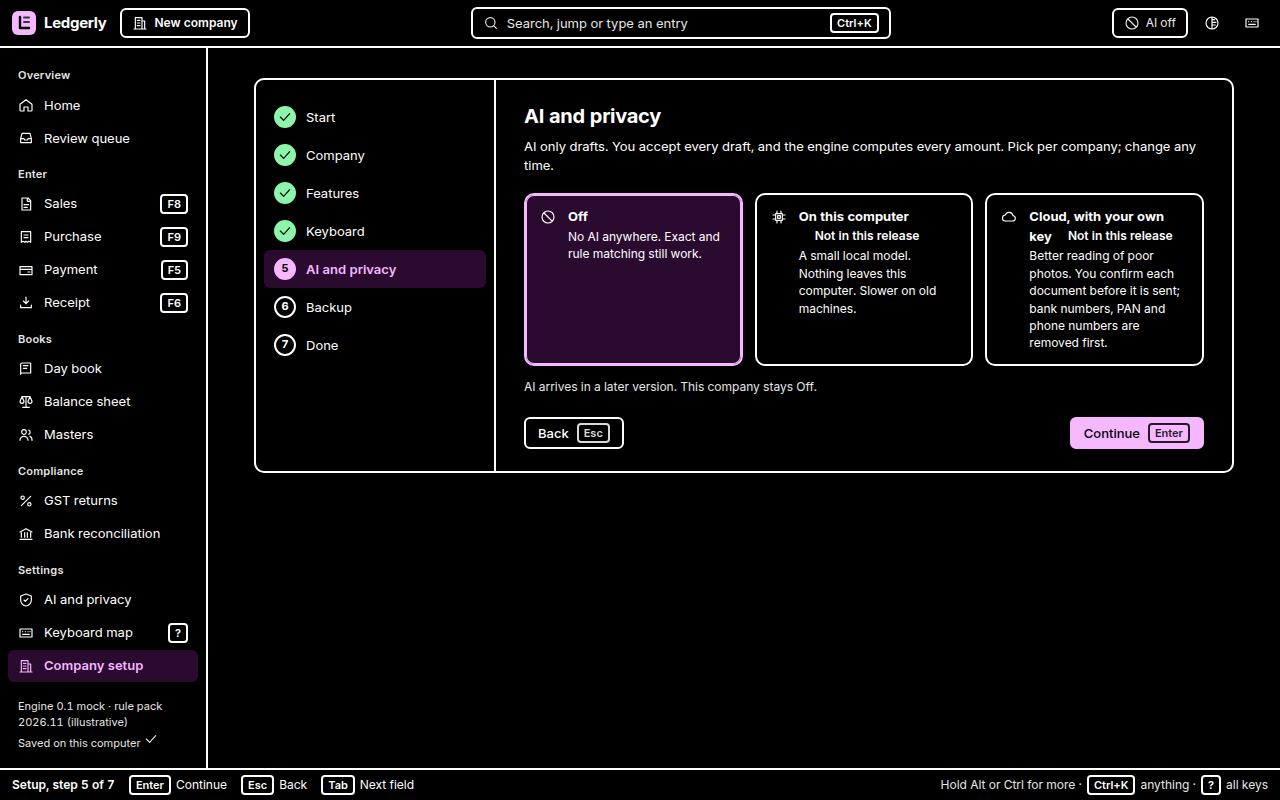 Ledgerly
New company
Search, jump or type an entry
Ctrl+K
AI off
Overview
Home
Review queue
Enter
Sales F8
Purchase F9
Payment F5
Receipt F6
Books
Day book
Balance sheet
Masters
Compliance
GST returns
Bank reconciliation
Settings
AI and privacy
Keyboard map ?
Company setup
Engine 0.1 mock · rule pack
2026.11 (illustrative)
Saved on this computer
Start
Company
Features
Keyboard
5 AI and privacy
6 Backup
7 Done
AI and privacy
AI only drafts. You accept every draft, and the engine computes every amount. Pick per company; change any
time.
Off
No AI anywhere. Exact and
rule matching still work.
On this computer
Not in this release
A small local model.
Nothing leaves this
computer. Slower on old
machines.
Cloud, with your own
key Not in this release
Better reading of poor
photos. You confirm each
document before it is sent;
bank numbers, PAN and
phone numbers are
removed first.
AI arrives in a later version. This company stays Off.
Back Esc
Continue Enter
Setup, step 5 of 7 Enter Continue Esc Back Tab Next field
Hold Alt or Ctrl for more · Ctrl+K anything · ? all keys